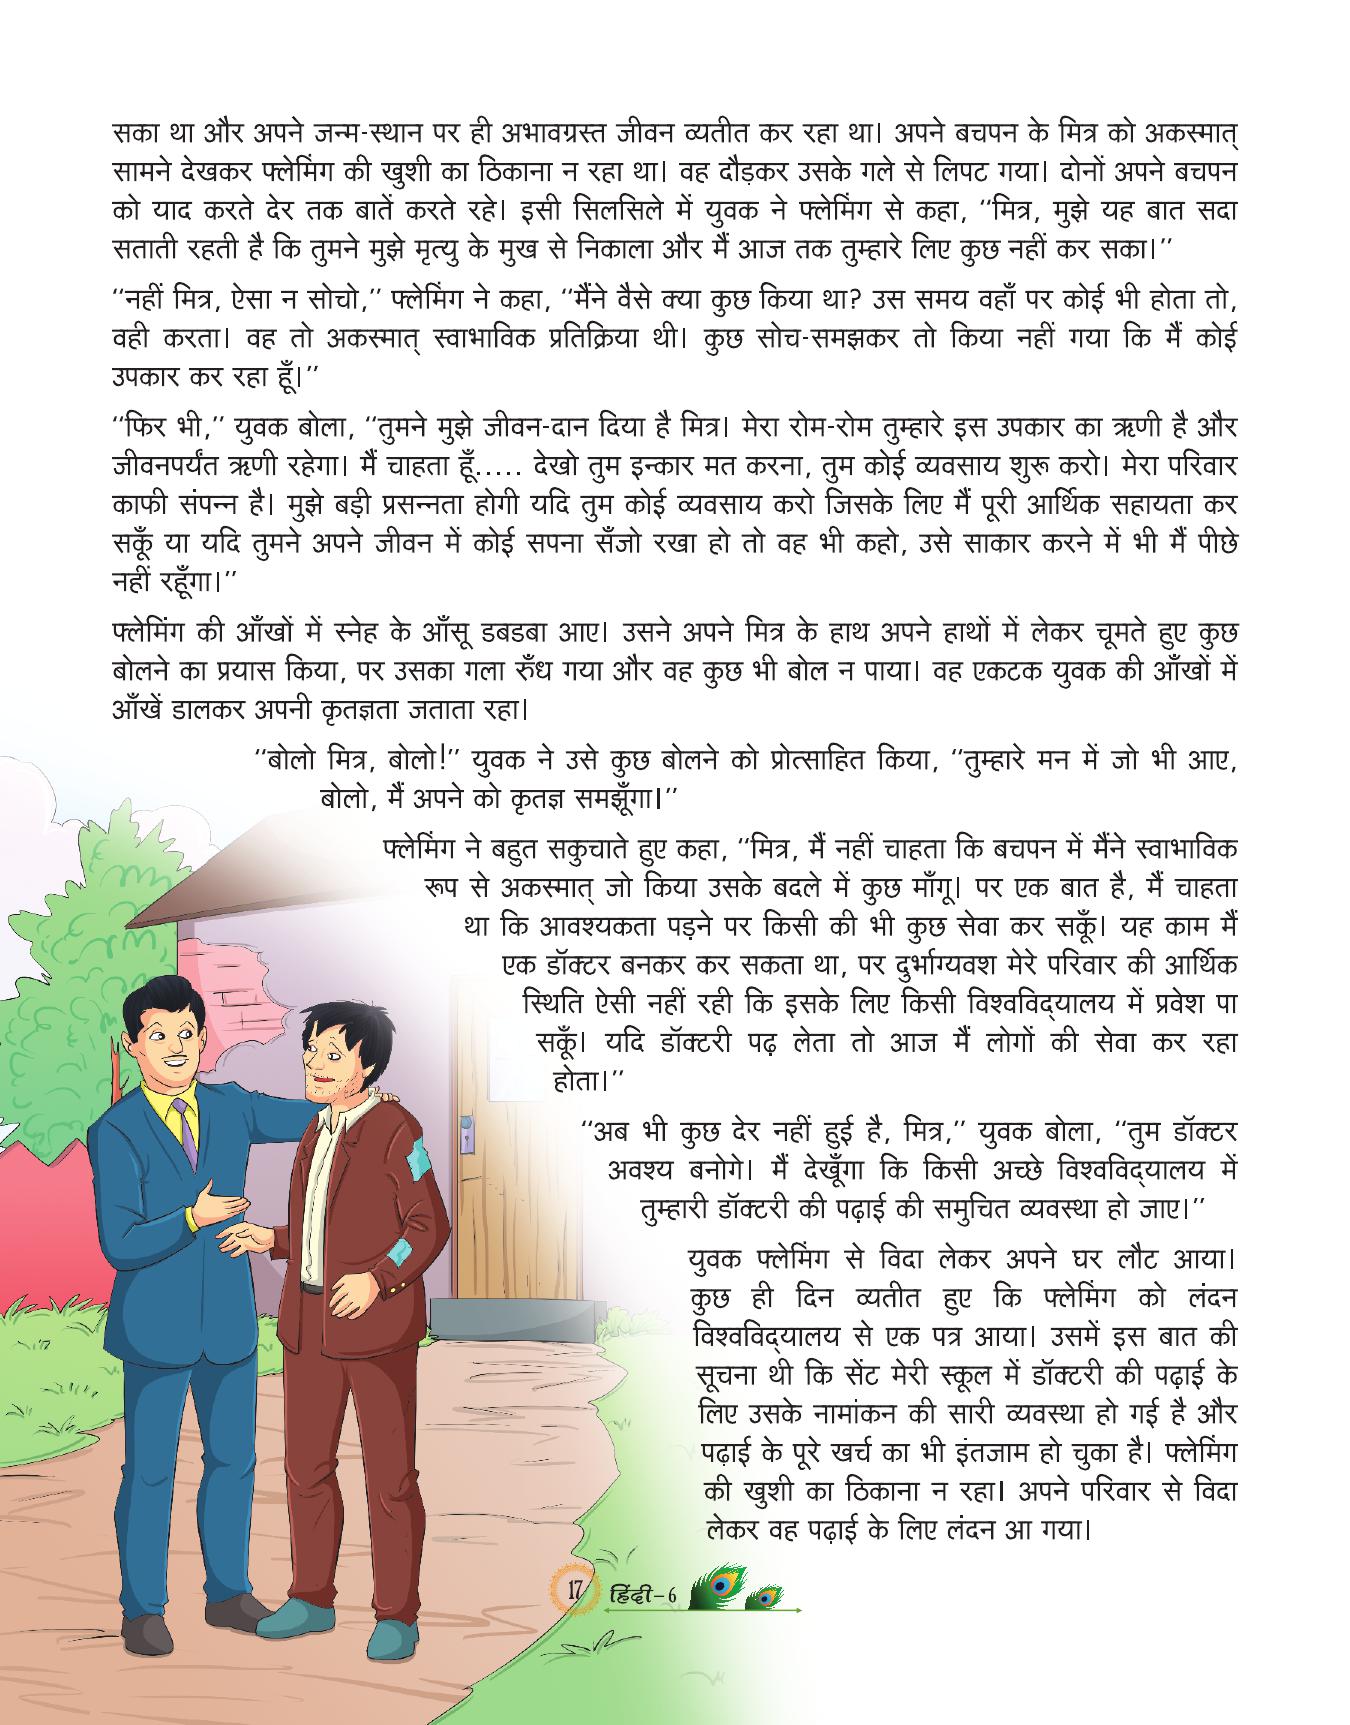 सका था और अपने जन्म-स्थान पर ही अभावग्रस्त जीवन व्यतीत कर रहा था। अपने बचपन के मित्र को अकस्मात्
सामने देखकर फ्लेमिंग की खुशी का ठिकाना न रहा था। वह दौड़कर उसके गले से लिपट गया। दोनों अपने बचपन
को याद करते देर तक बातें करते रहे। इसी सिलसिले में युवक ने फ्लेमिंग से कहा, ‘‘मित्र, मुझे यह बात सदा
सताती रहती है कि तुमने मुझे मृत्यु के मुख से निकाला और मैं आज तक तुम्हारे लिए कुछ नहीं कर सका।’’
‘‘नहीं मित्र, ऐसा न सोचो,’’ फ्लेमिंग ने कहा, ‘‘मैंने वैसे क्या कुछ किया था? उस समय वहाँ पर कोई भी होता तो,
वही करता। वह तो अकस्मात् स्वाभाविक प्रतिक्रिया थी। कुछ सोच-समझकर तो किया नहीं गया कि मैं कोई
उपकार कर रहा हूँ।’’
‘‘फिर भी,’’ युवक बोला, ‘‘तुमने मुझे जीवन-दान दिया है मित्र। मेरा रोम-रोम तुम्हारे इस उपकार का ऋणी है और
जीवनपर्यंत ऋणी रहेगा। मैं चाहता हूँ..... देखो तुम इन्कार मत करना, तुम कोई व्यवसाय शुरू करो। मेरा परिवार
काफी संपन्न है। मुझे बड़ी प्रसन्नता होगी यदि तुम कोई व्यवसाय करो जिसके लिए मैं पूरी आर्थिक सहायता कर
सकूँ या यदि तुमने अपने जीवन में कोई सपना सँजो रखा हो तो वह भी कहो, उसे साकार करने में भी मैं पीछे
नहीं रहूँगा।’’
फ्लेमिंग की आँखों में स्नेह के आँसू डबडबा आए। उसने अपने मित्र के हाथ अपने हाथों में लेकर चूमते हुए कुछ
बोलने का प्रयास किया, पर उसका गला रुँध गया और वह कुछ भी बोल न पाया। वह एकटक युवक की आँखों में
आँखें डालकर अपनी कृतज्ञता जताता रहा।
‘‘बोलो मित्र, बोलो!’’ युवक ने उसे कुछ बोलने को प्रोत्साहित किया, ‘‘तुम्हारे मन में जो भी आए,
बोलो, मैं अपने को कृतज्ञ समझूँगा।’’
फ्लेमिंग ने बहुत सकुचाते हुए कहा, ‘‘मित्र, मैं नहीं चाहता कि बचपन में मैंने स्वाभाविक
रूप से अकस्मात् जो किया उसके बदले में कुछ माँगू। पर एक बात है, मैं चाहता
था कि आवश्यकता पड़ने पर किसी की भी कुछ सेवा कर सकूँ। यह काम मैं
एक डॉक्टर बनकर कर सकता था, पर दुर्भाग्यवश मेरे परिवार की आर्थिक
स्थिति ऐसी नहीं रही कि इसके लिए किसी विश्वविद्यालय में प्रवेश पा
सकूँ। यदि डॉक्टरी पढ़ लेता तो आज मैं लोगों की सेवा कर रहा
होता।’’
‘‘अब भी कुछ देर नहीं हुई है, मित्र,’’ युवक बोला, ‘‘तुम डॉक्टर
अवश्य बनोगे। मैं देखूँगा कि किसी अच्छे विश्वविद्यालय में
तुम्हारी डॉक्टरी की पढ़ाई की समुचित व्यवस्था हो जाए।’’
युवक फ्लेमिंग से विदा लेकर अपने घर लौट आया।
कुछ ही दिन व्यतीत हुए कि फ्लेमिंग को लंदन
विश्वविद्यालय से एक पत्र आया। उसमें इस बात की
सूचना थी कि सेंट मेरी स्कूल में डॉक्टरी की पढ़ाई के
लिए उसके नामांकन की सारी व्यवस्था हो गई है और
पढ़ाई के पूरे खर्च का भी इंतजाम हो चुका है। फ्लेमिंग
की खुशी का ठिकाना न रहा। अपने परिवार से विदा
लेकर वह पढ़ाई के लिए लंदन आ गया।
17 हिंदी–6